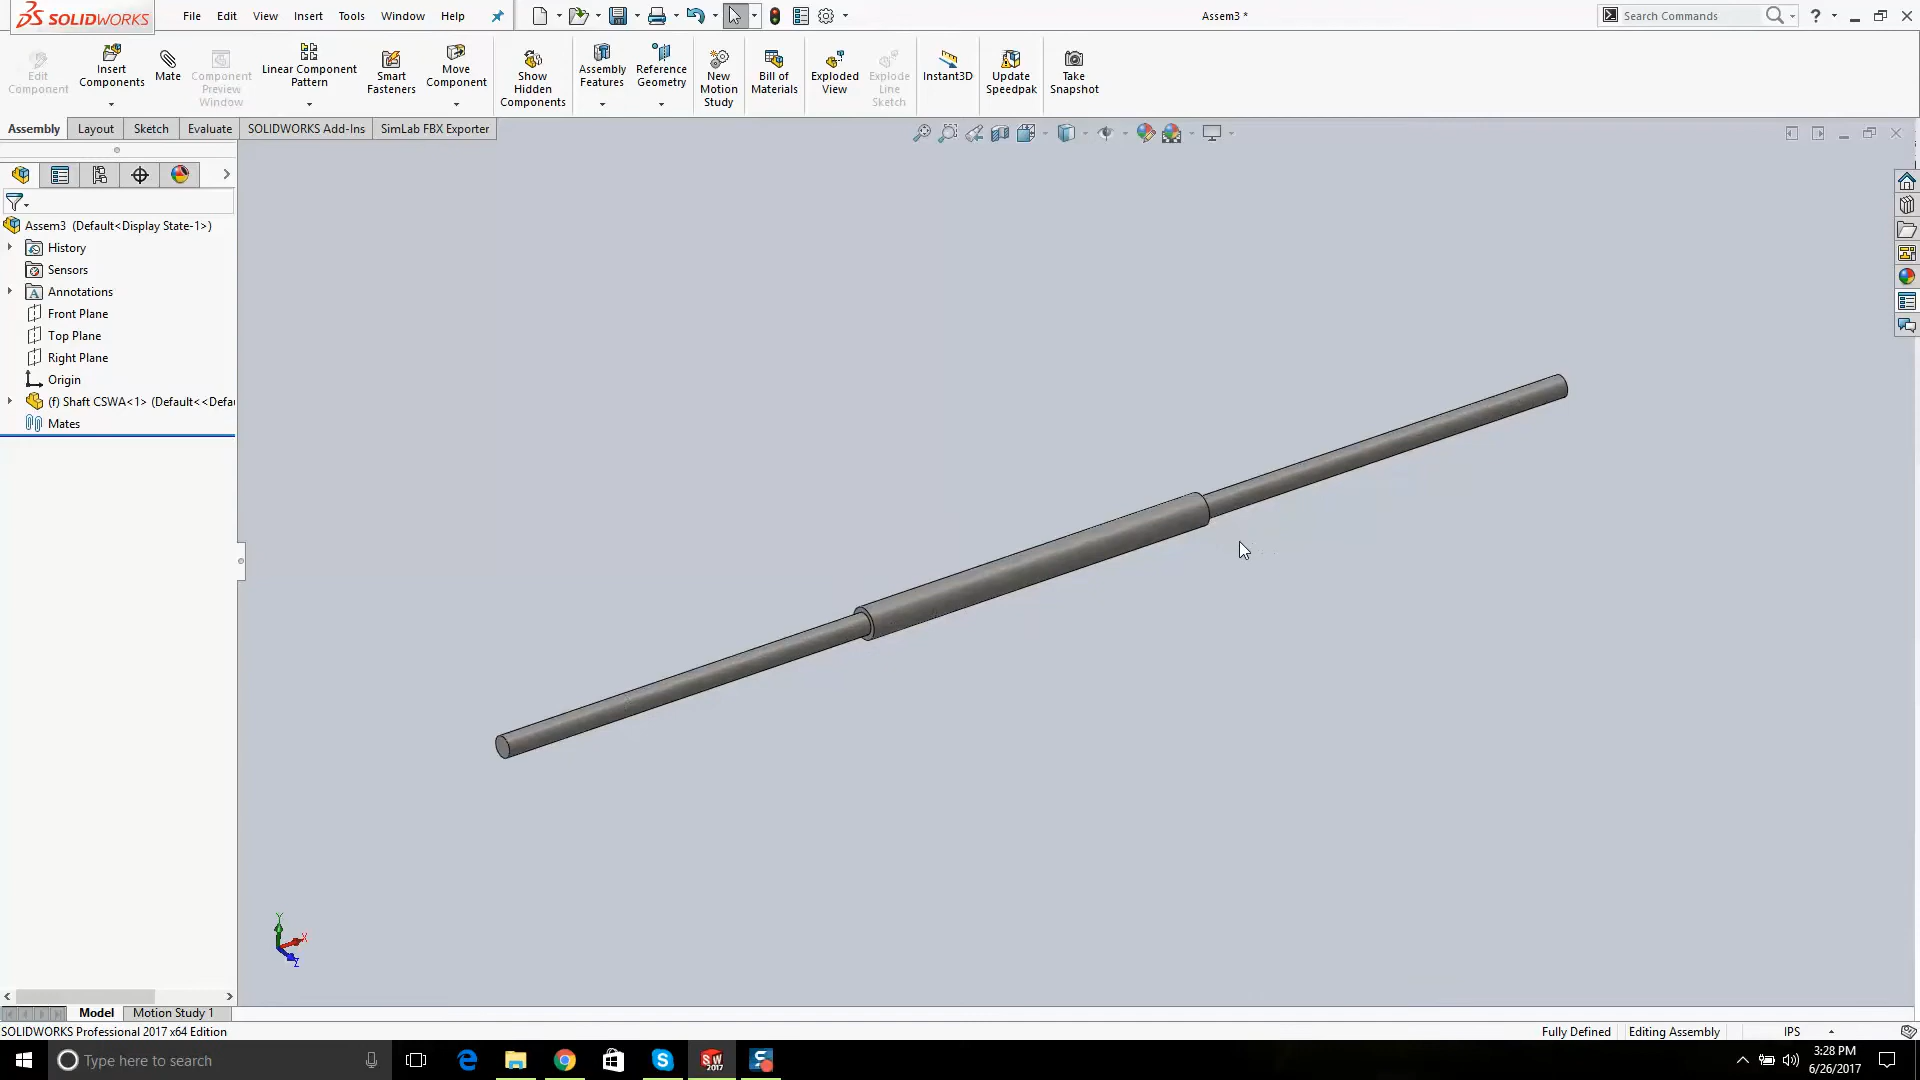 SOLIDWORKS File Edit View Insert Tools Window Help Assem3 * Search Commands ?
Edit Component
Insert Components
Mate
Component Preview Window
Linear Component Pattern
Smart Fasteners
Move Component
Show Hidden Components
Assembly Features
Reference Geometry
New Motion Study
Bill of Materials
Exploded View
Explode Line Sketch
Instant3D
Update Speedpak
Take Snapshot
Assembly Layout Sketch Evaluate SOLIDWORKS Add-Ins SimLab FBX Exporter
Assem3 (Default<Display State-1>)
History
Sensors
A Annotations
Front Plane
Top Plane
Right Plane
Origin
(f) Shaft CSWA<1> (Default<<Defau
Mates
Y
X
Z
Model Motion Study 1
SOLIDWORKS Professional 2017 x64 Edition Fully Defined Editing Assembly IPS
Type here to search SW 2017 3:28 PM
6/26/2017